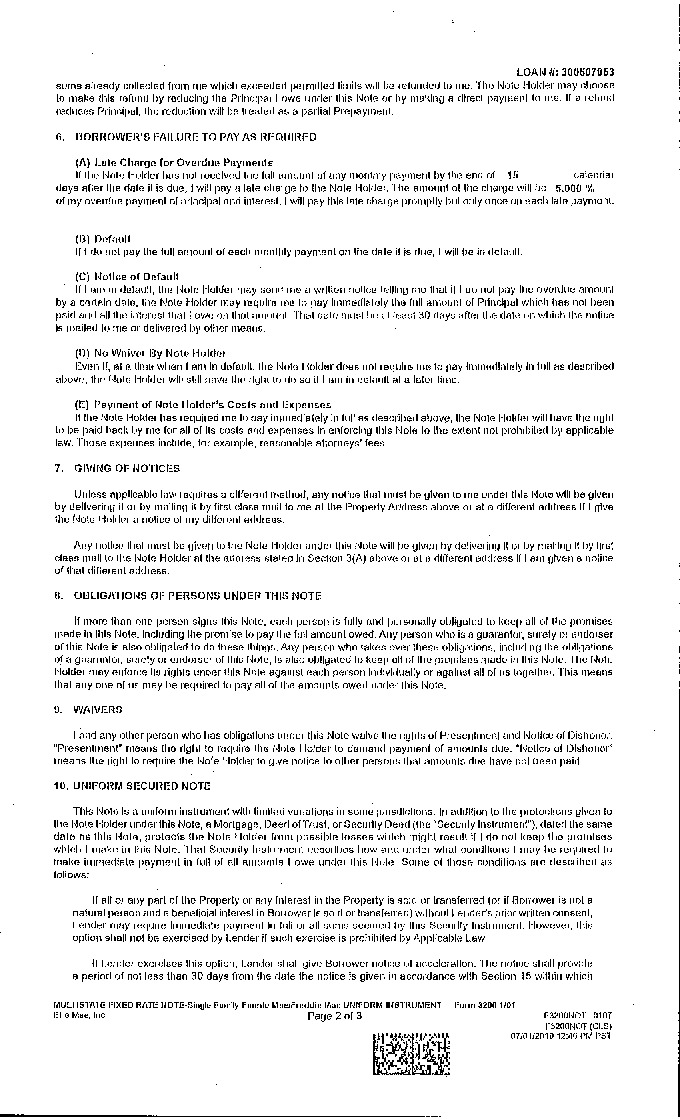 LOAN #: 300507953
sums already collected from me which exceeded permitted limits will be refunded to me. The Note Holder may choose
to make this refund by reducing the Principal I owe under this Note or by making a direct payment to me. If a refund
reduces Principal, the reduction will be treated as a partial Prepayment.
6. BORROWER'S FAILURE TO PAY AS REQUIRED
(A) Late Charge for Overdue Payments
If the Note Holder has not received the full amount of any monthly payment by the end of 15 calendar
days after the date it is due, I will pay a late charge to the Note Holder. The amount of the charge will be 5.000 %
of my overdue payment of principal and interest. I will pay this late charge promptly but only once on each late payment.
(B) Default
If I do not pay the full amount of each monthly payment on the date it is due, I will be in default.
(C) Notice of Default
If I am in default, the Note Holder may send me a written notice telling me that if I do not pay the overdue amount
by a certain date, the Note Holder may require me to pay immediately the full amount of Principal which has not been
paid and all the interest that I owe on that amount. That date must be at least 30 days after the date on which the notice
is mailed to me or delivered by other means.
(D) No Waiver By Note Holder
Even if, at a time when I am in default, the Note Holder does not require me to pay immediately in full as described
above, the Note Holder will still have the right to do so if I am in default at a later time.
(E) Payment of Note Holder's Costs and Expenses
If the Note Holder has required me to pay immediately in full as described above, the Note Holder will have the right
to be paid back by me for all of its costs and expenses in enforcing this Note to the extent not prohibited by applicable
law. Those expenses include, for example, reasonable attorneys' fees.
7. GIVING OF NOTICES
Unless applicable law requires a different method, any notice that must be given to me under this Note will be given
by delivering it or by mailing it by first class mail to me at the Property Address above or at a different address if I give
the Note Holder a notice of my different address.
Any notice that must be given to the Note Holder under this Note will be given by delivering it or by mailing it by first
class mail to the Note Holder at the address stated in Section 3(A) above or at a different address if I am given a notice
of that different address.
8. OBLIGATIONS OF PERSONS UNDER THIS NOTE
If more than one person signs this Note, each person is fully and personally obligated to keep all of the promises
made in this Note, including the promise to pay the full amount owed. Any person who is a guarantor, surety or endorser
of this Note is also obligated to do these things. Any person who takes over these obligations, including the obligations
of a guarantor, surety or endorser of this Note, is also obligated to keep all of the promises made in this Note. The Note
Holder may enforce its rights under this Note against each person individually or against all of us together. This means
that any one of us may be required to pay all of the amounts owed under this Note.
9. WAIVERS
I and any other person who has obligations under this Note waive the rights of Presentment and Notice of Dishonor.
"Presentment" means the right to require the Note Holder to demand payment of amounts due. "Notice of Dishonor"
means the right to require the Note Holder to give notice to other persons that amounts due have not been paid.
10. UNIFORM SECURED NOTE
This Note is a uniform instrument with limited variations in some jurisdictions. In addition to the protections given to
the Note Holder under this Note, a Mortgage, Deed of Trust, or Security Deed (the "Security Instrument"), dated the same
date as this Note, protects the Note Holder from possible losses which might result if I do not keep the promises
which I make in this Note. That Security Instrument describes how and under what conditions I may be required to
make immediate payment in full of all amounts I owe under this Note. Some of those conditions are described as
follows:
If all or any part of the Property or any Interest in the Property is sold or transferred (or if Borrower is not a
natural person and a beneficial interest in Borrower is sold or transferred) without Lender's prior written consent,
Lender may require immediate payment in full of all sums secured by this Security Instrument. However, this
option shall not be exercised by Lender if such exercise is prohibited by Applicable Law.
If Lender exercises this option, Lender shall give Borrower notice of acceleration. The notice shall provide
a period of not less than 30 days from the date the notice is given in accordance with Section 15 within which
MULTISTATE FIXED RATE NOTE-Single Family-Fannie Mae/Freddie Mac UNIFORM INSTRUMENT Form 3200 1/01
Ellie Mae, Inc. Page 2 of 3 F3200NOT 0107
F3200NOT (CLS)
PM PST